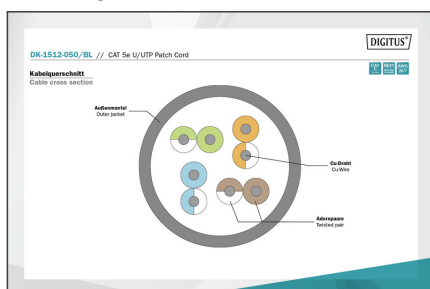 DIGITUS®
DK-1512-050/BL // CAT 5e U/UTP Patch Cord
Kabelquerschnitt
Cable cross section
Außenmantel
Outer jacket
Cu-Draht
Cu-Wire
Adernpaare
Twisted pair